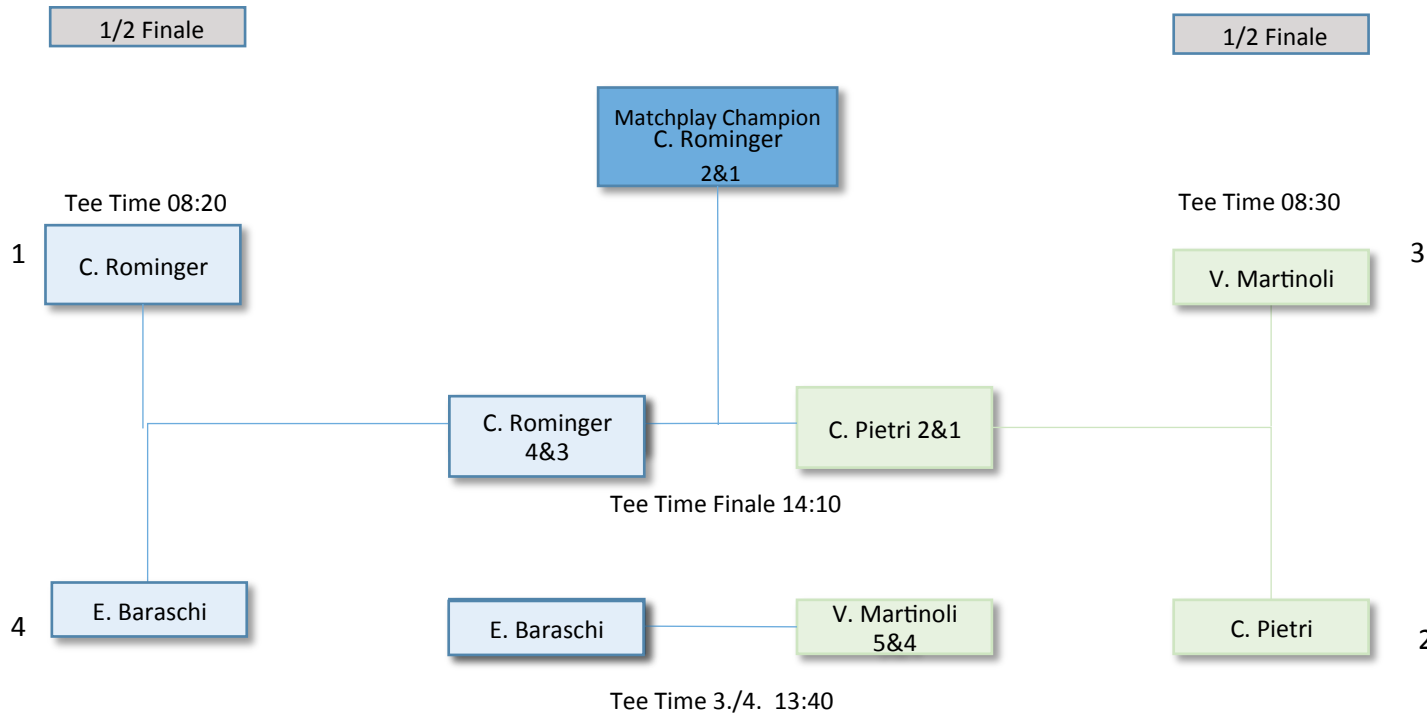 1/2 Finale
1/2 Finale
Matchplay Champion
C. Rominger
2&1
Tee Time 08:20
Tee Time 08:30
1
C. Rominger
V. Martinoli
3
C. Rominger
4&3
C. Pietri 2&1
Tee Time Finale 14:10
4
E. Baraschi
E. Baraschi
V. Martinoli
5&4
C. Pietri
2
Tee Time 3./4. 13:40